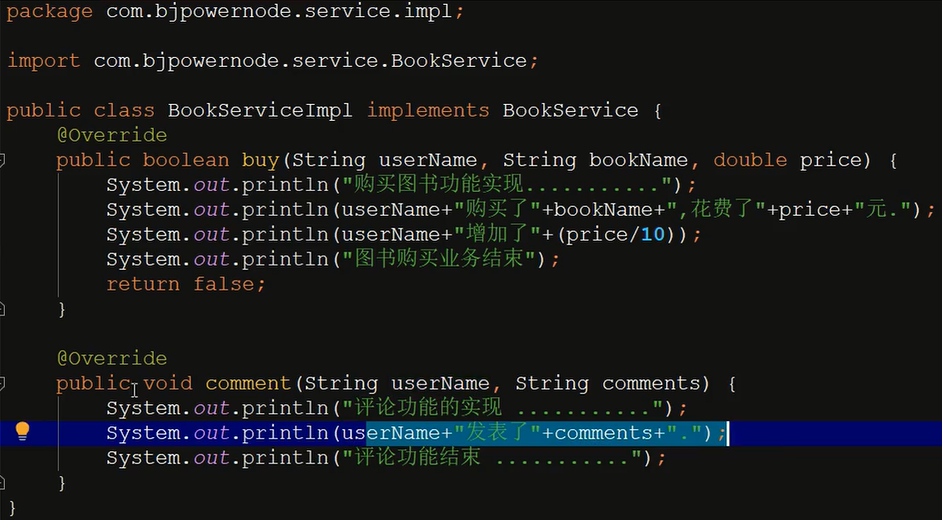 package com.bjpowernode.service.impl;
import com.bjpowernode.service.BookService;
public class BookServiceImpl implements BookService {
@Override
public boolean buy(String userName, String bookName, double price) {
System.out.println("购买图书功能实现...........");
System.out.println(userName+"购买了"+bookName+",花费了"+price+"元.");
System.out.println(userName+"增加了"+(price/10));
System.out.println("图书购买业务结束");
return false;
}
@Override
public void comment(String userName, String comments) {
System.out.println("评论功能的实现 ...........");
System.out.println(userName+"发表了"+comments+".");
System.out.println("评论功能结束 ...........");
}
}